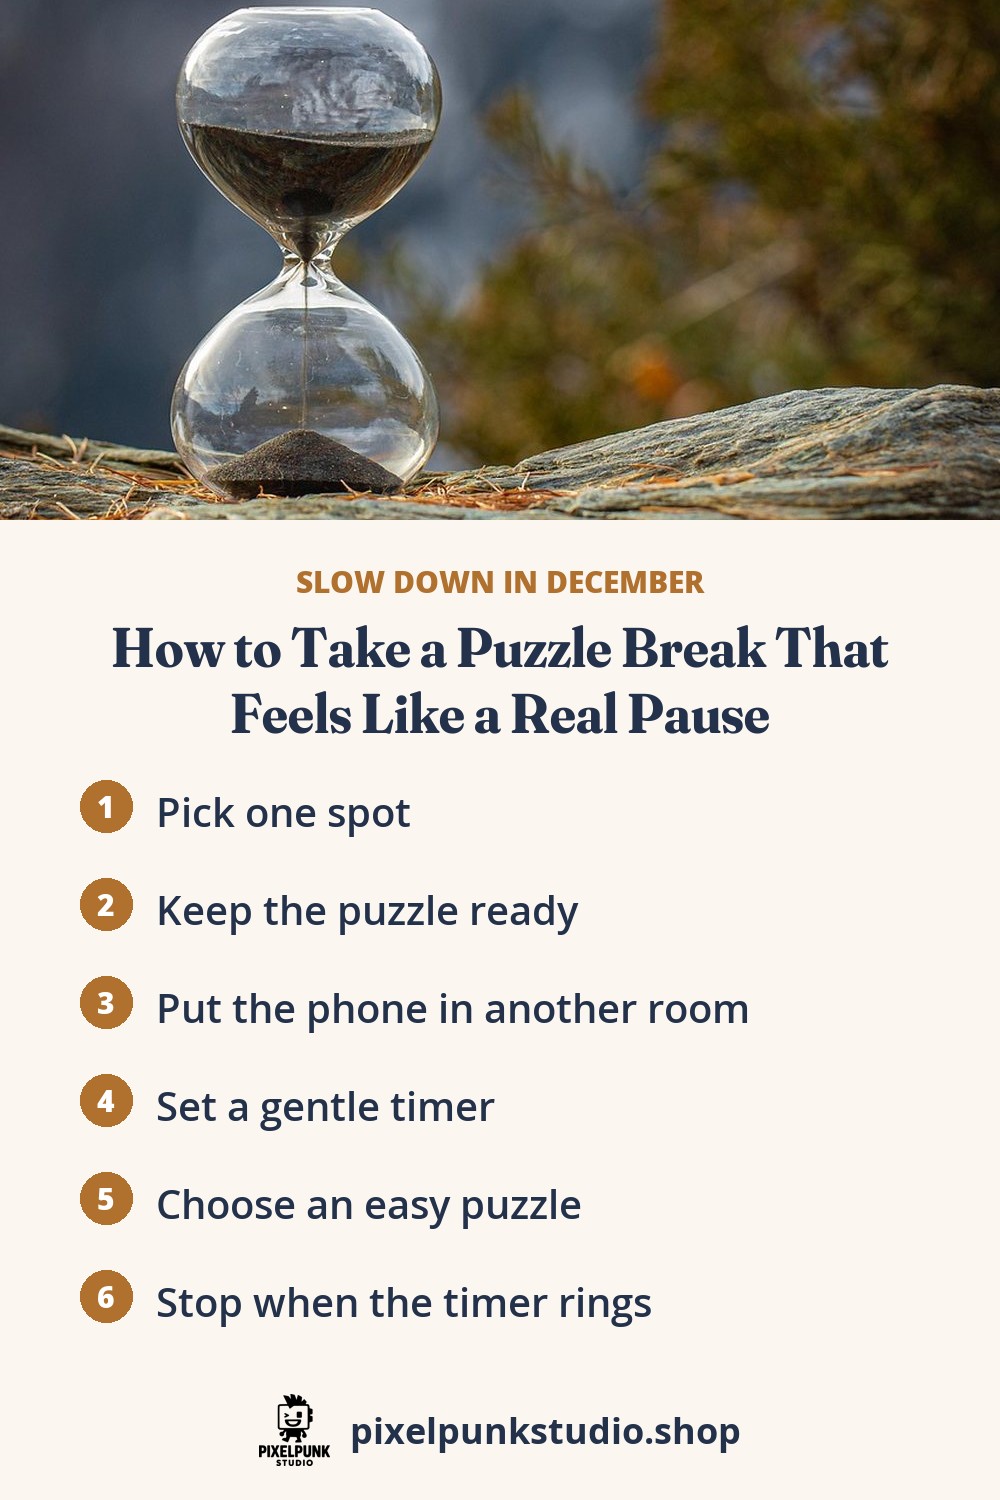 SLOW DOWN IN DECEMBER
How to Take a Puzzle Break That
Feels Like a Real Pause
1 Pick one spot
2 Keep the puzzle ready
3 Put the phone in another room
4 Set a gentle timer
5 Choose an easy puzzle
6 Stop when the timer rings
PIXELPUNK
STUDIO
pixelpunkstudio.shop